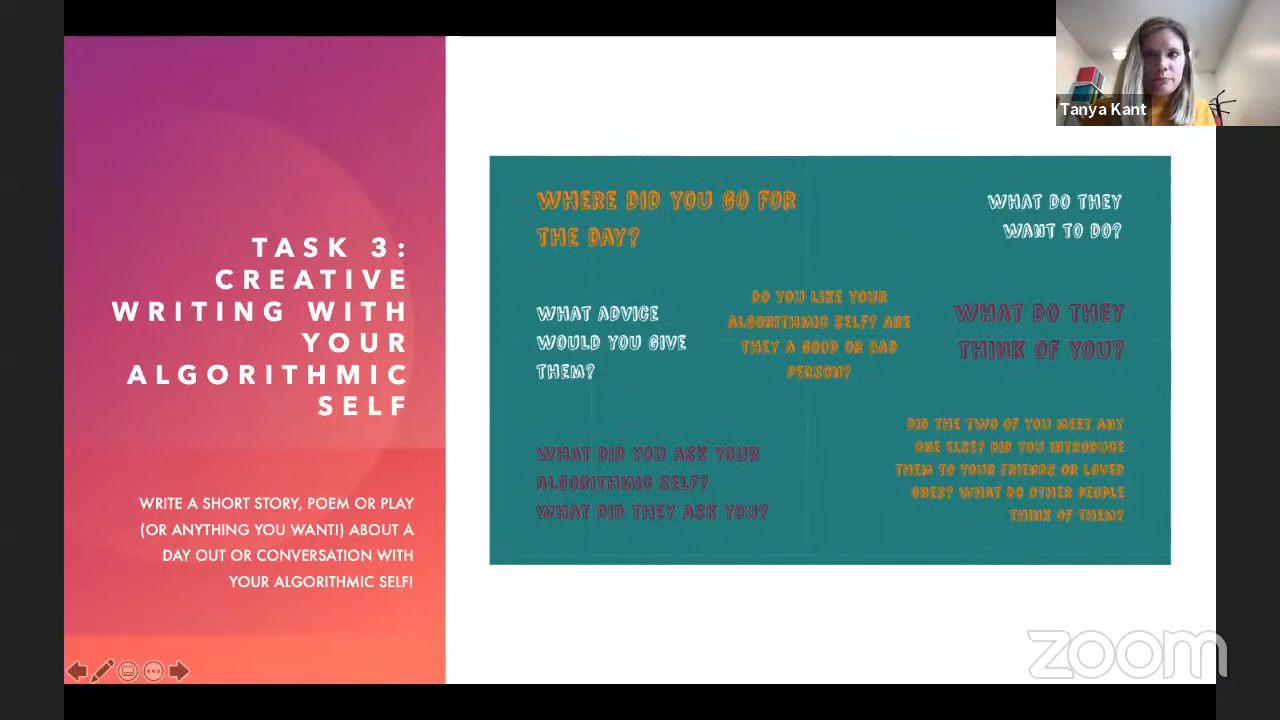 Tanya Kant
TASK 3:
CREATIVE
WRITING WITH
YOUR
ALGORITHMIC
SELF
WRITE A SHORT STORY, POEM OR PLAY
(OR ANYTHING YOU WANT!) ABOUT A
DAY OUT OR CONVERSATION WITH
YOUR ALGORITHMIC SELF!
WHERE DID YOU GO FOR
THE DAY?
WHAT DO THEY
WANT TO DO?
WHAT ADVICE
WOULD YOU GIVE
THEM?
DO YOU LIKE YOUR
ALGORITHMIC SELF? ARE
THEY A GOOD OR BAD
PERSON?
WHAT DO THEY
THINK OF YOU?
WHAT DID YOU ASK YOUR
ALGORITHMIC SELF?
WHAT DID THEY ASK YOU?
DID THE TWO OF YOU MEET ANY
ONE ELSE? DID YOU INTRODUCE
THEM TO YOUR FRIENDS OR LOVED
ONES? WHAT DO OTHER PEOPLE
THINK OF THEM?
zoom